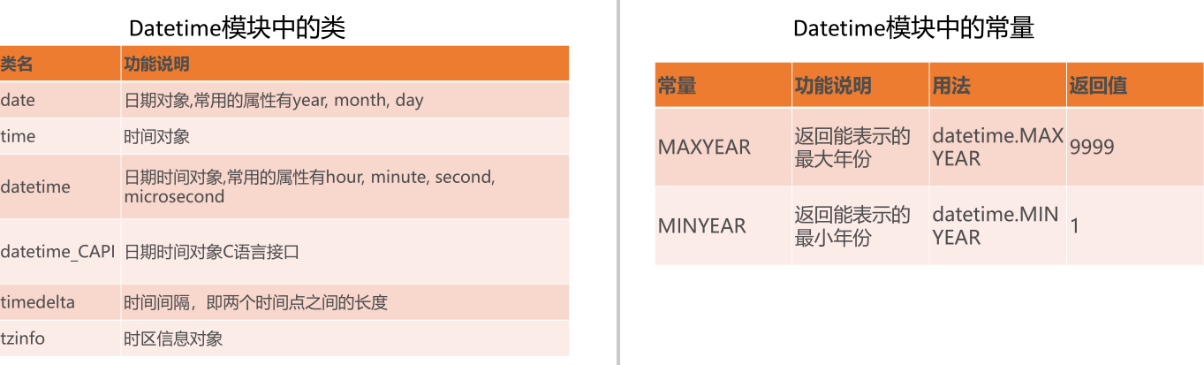 Datetime模块中的类
类名 功能说明
date 日期对象,常用的属性有year, month, day
time 时间对象
datetime 日期时间对象,常用的属性有hour, minute, second,
microsecond
datetime_CAPI 日期时间对象C语言接口
timedelta 时间间隔，即两个时间点之间的长度
tzinfo 时区信息对象
Datetime模块中的常量
常量 功能说明 用法 返回值
MAXYEAR 返回能表示的 datetime.MAX 9999
最大年份 YEAR
MINYEAR 返回能表示的 datetime.MIN 1
最小年份 YEAR